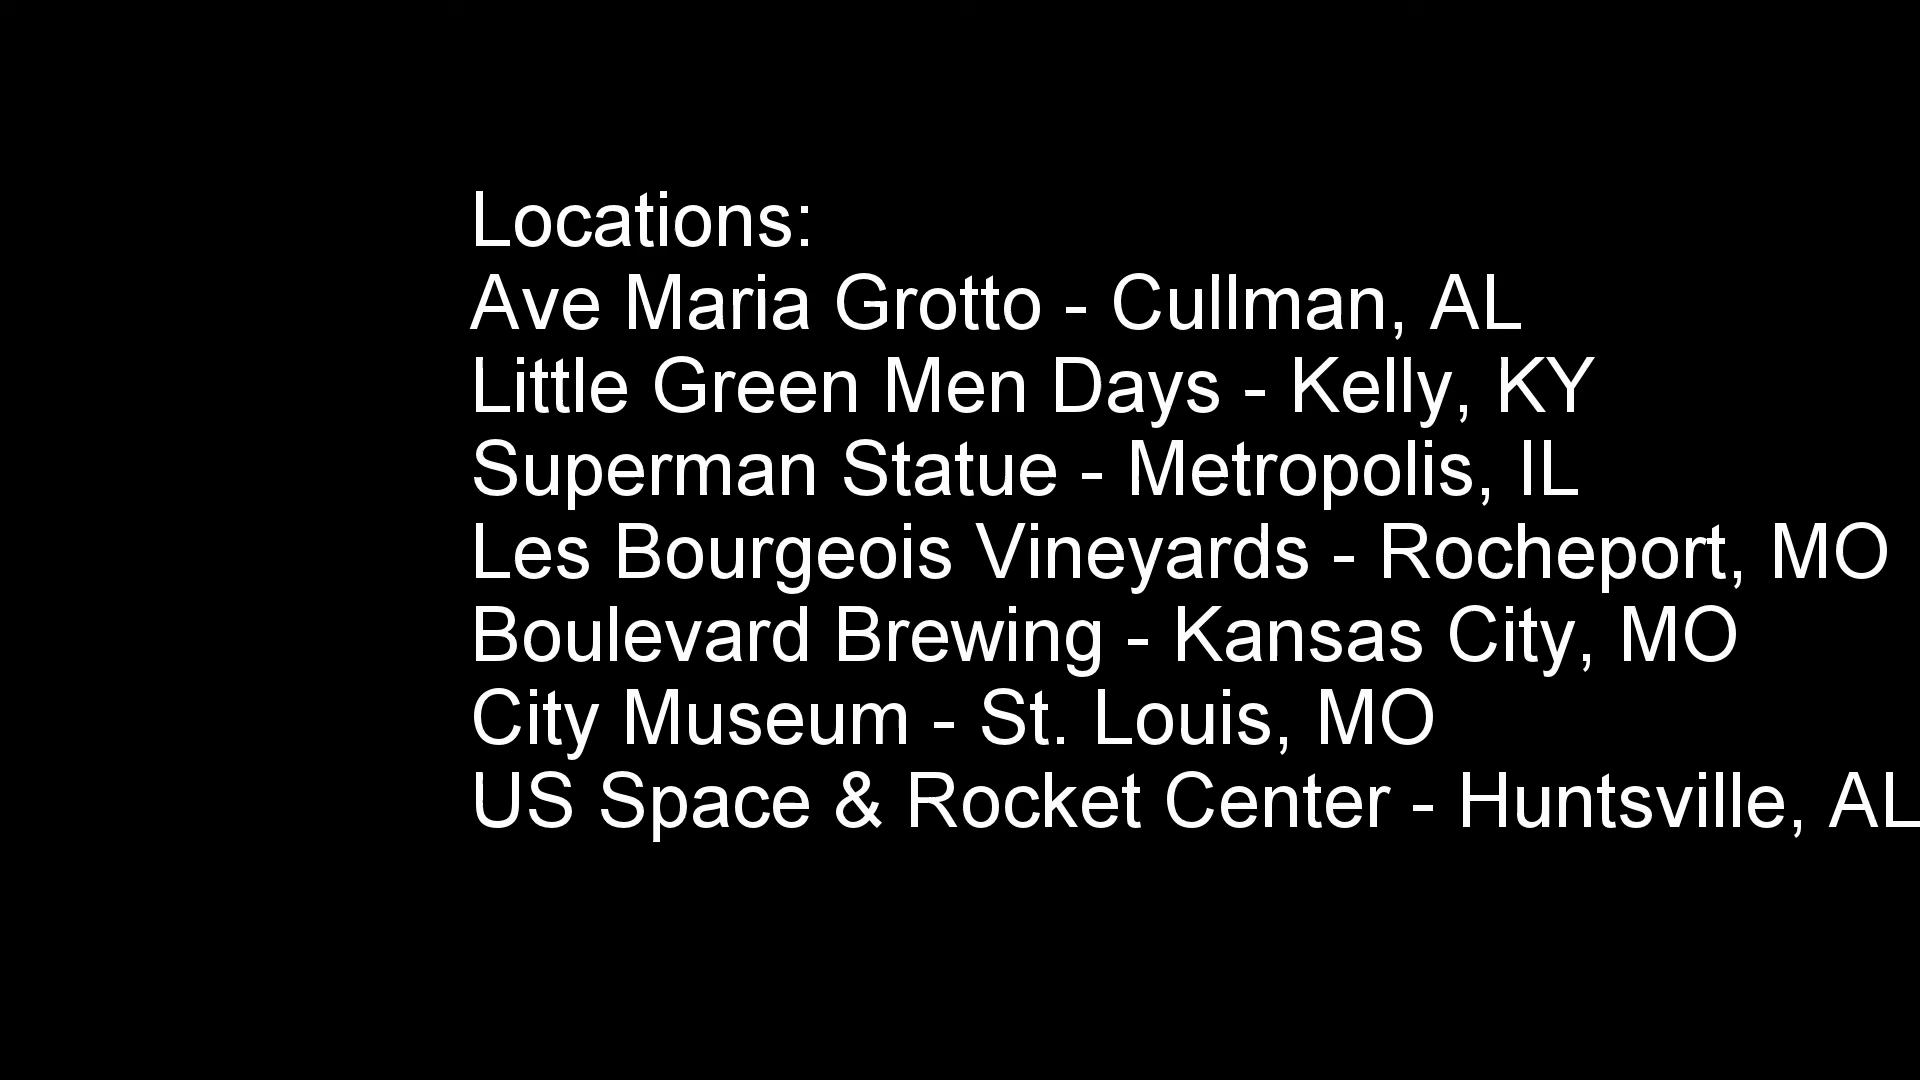 Locations:
Ave Maria Grotto - Cullman, AL
Little Green Men Days - Kelly, KY
Superman Statue - Metropolis, IL
Les Bourgeois Vineyards - Rocheport, MO
Boulevard Brewing - Kansas City, MO
City Museum - St. Louis, MO
US Space & Rocket Center - Huntsville, AL